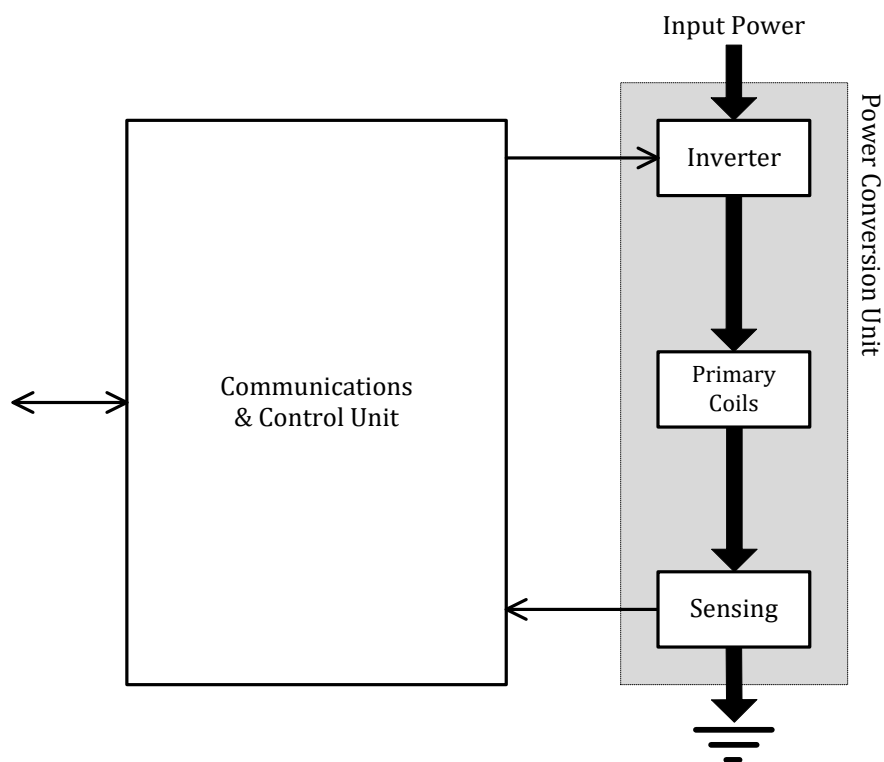 Input Power
Inverter
Power Conversion Unit
Primary
Coils
Communications
& Control Unit
Sensing